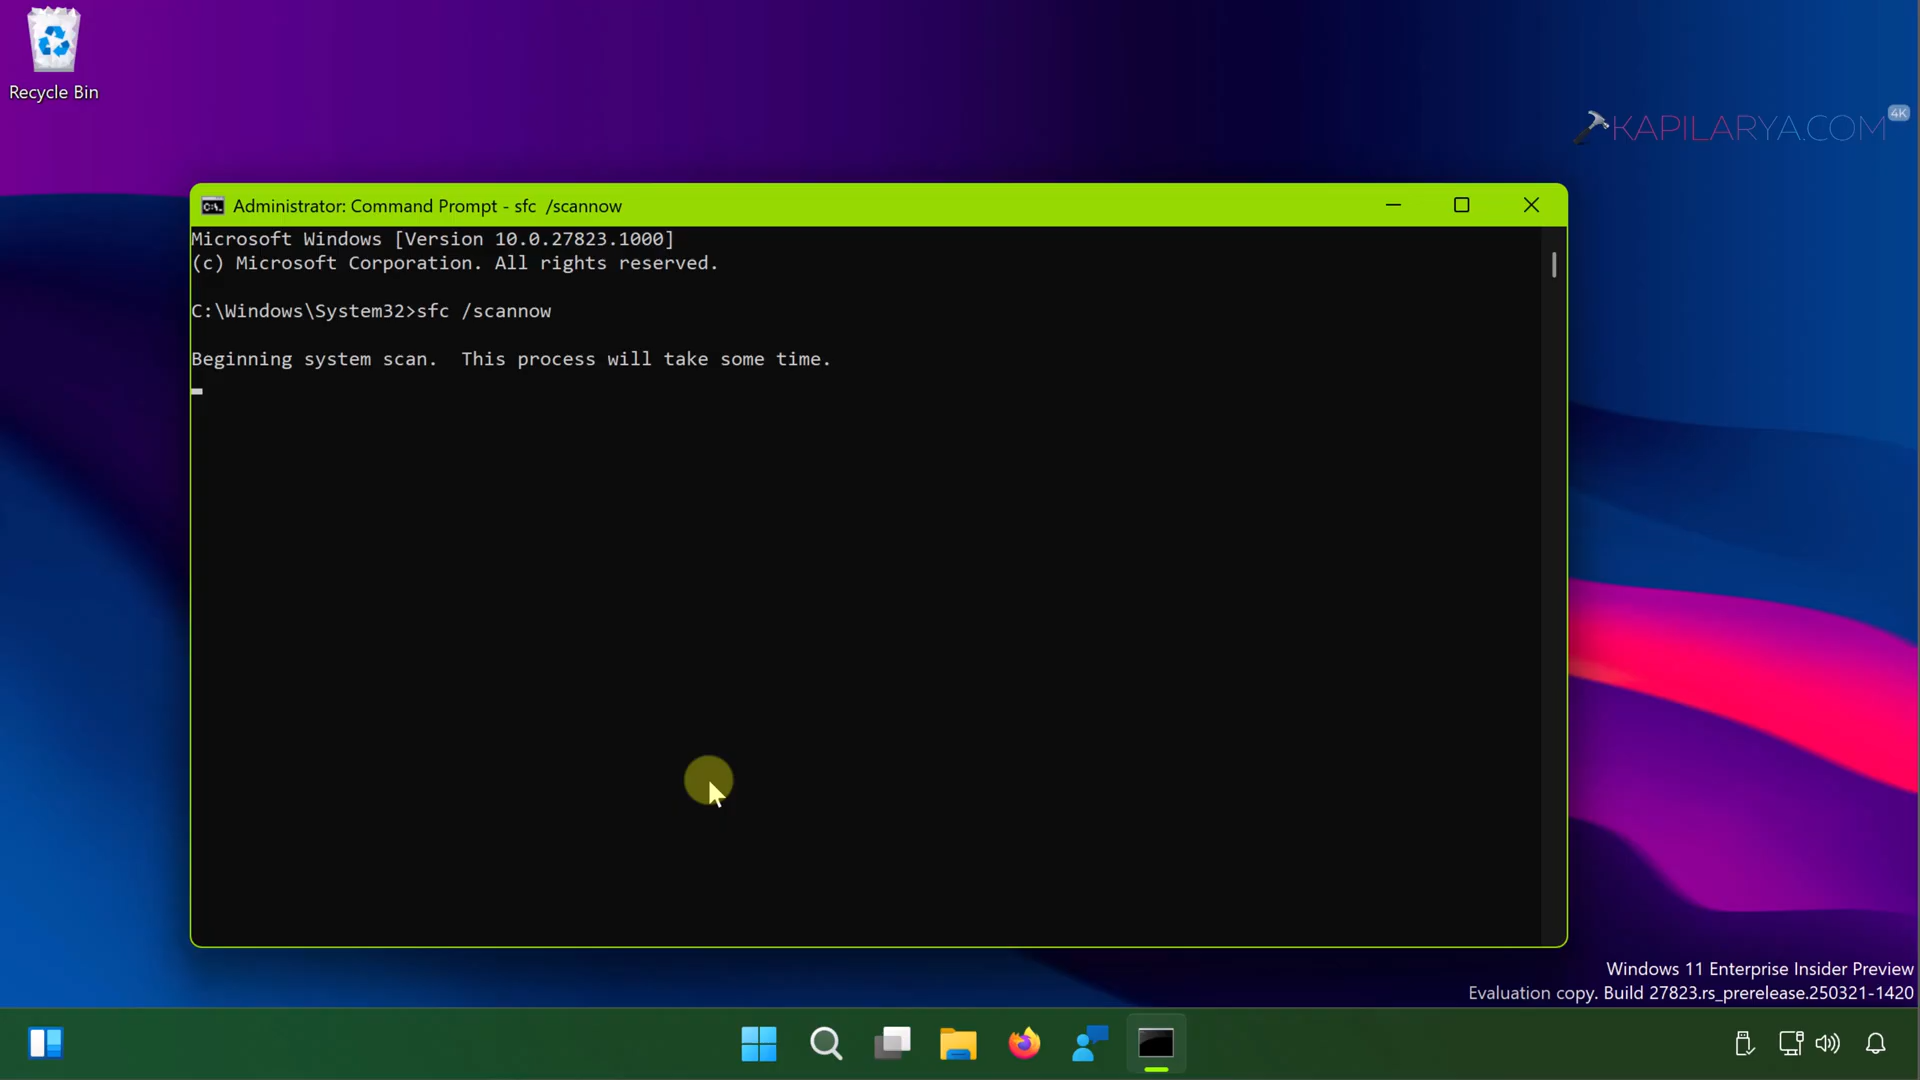 Recycle Bin
KAPILARYA.COM
4K
Administrator: Command Prompt - sfc  /scannow
Microsoft Windows [Version 10.0.27823.1000]
(c) Microsoft Corporation. All rights reserved.
C:\Windows\System32>sfc /scannow
Beginning system scan.  This process will take some time.
Windows 11 Enterprise Insider Preview
Evaluation copy. Build 27823.rs_prerelease.250321-1420